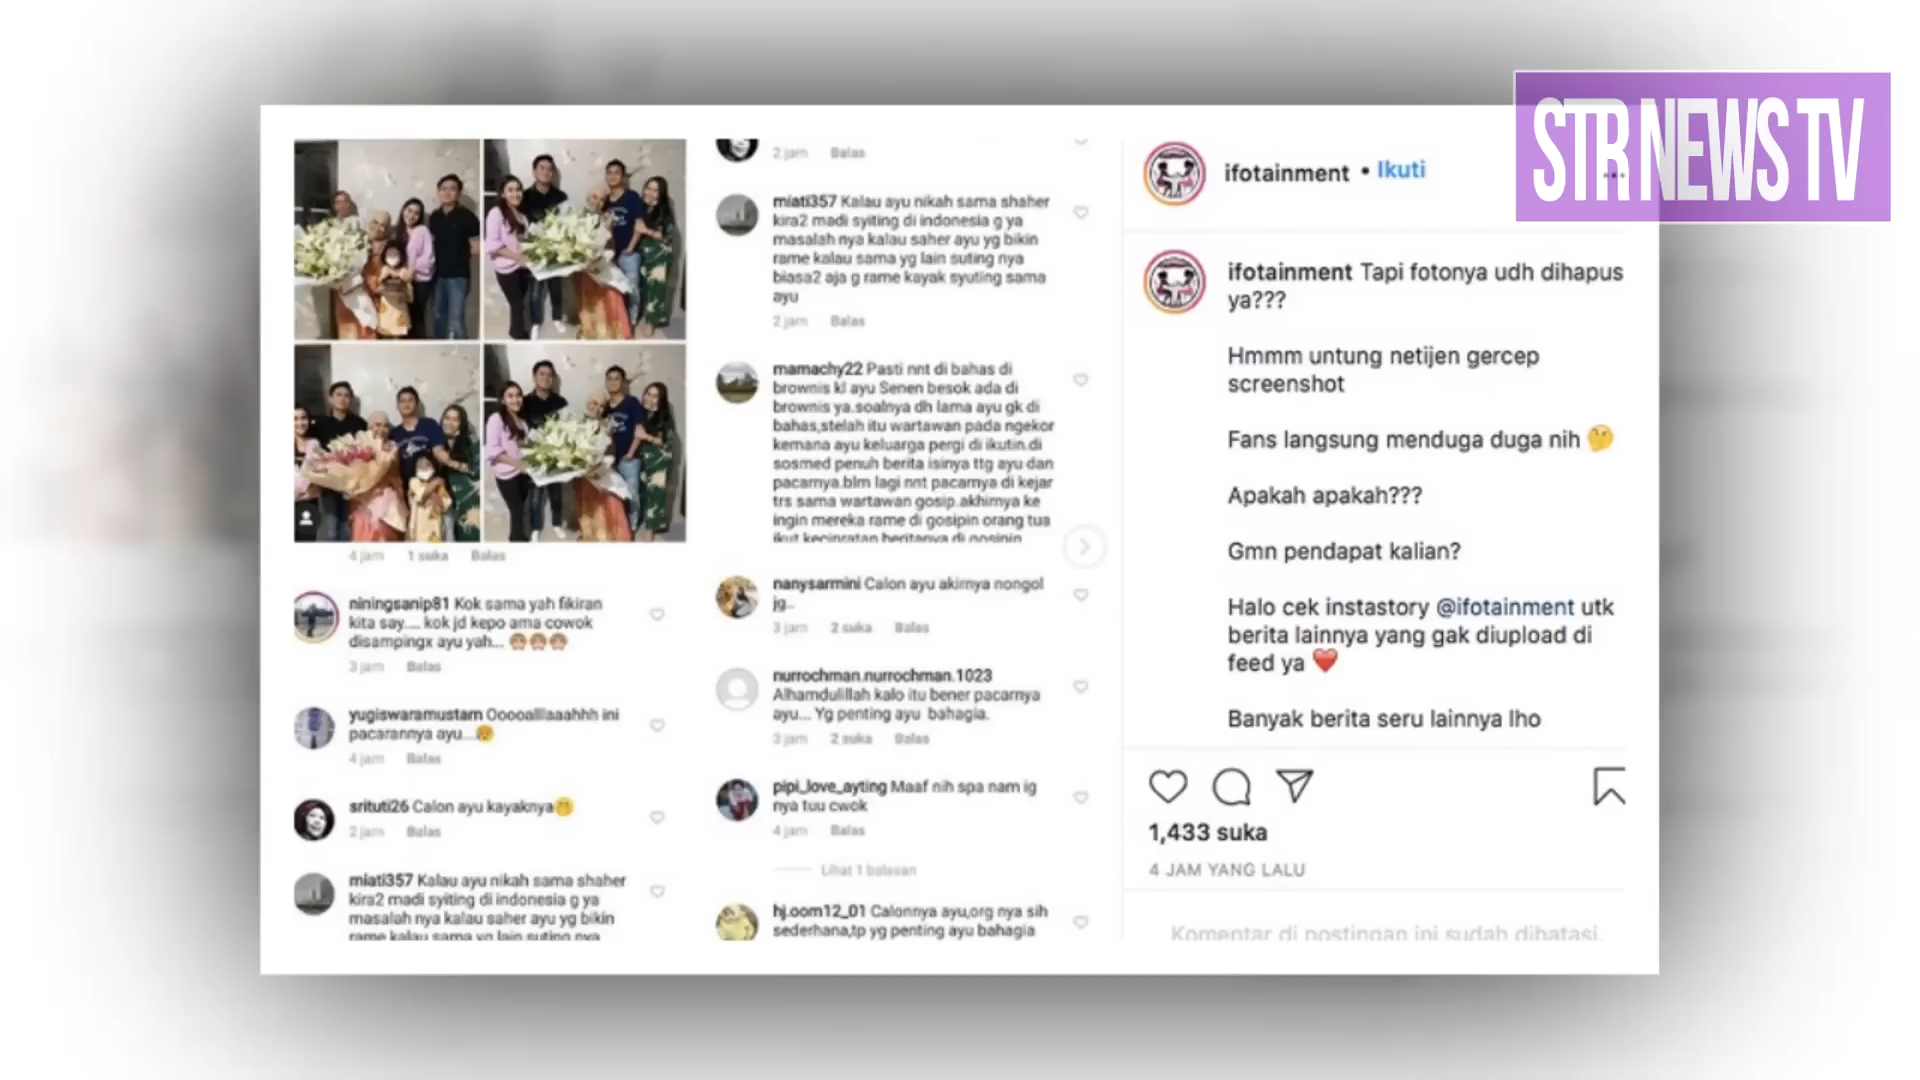 STR NEWS TV
4 jam 1 suka Balas
niningsanip81 Kok sama yah fikiran
kita say.... kok jd kepo ama cowok
disampingx ayu yah... 🙈🙈🙈
3 jam Balas
yugiswaramustam Ooooalllaaahhh ini
pacarannya ayu...
4 jam Balas
srituti26 Calon ayu kayaknya
2 jam Balas
miati357 Kalau ayu nikah sama shaher
kira2 madi syiting di indonesia g ya
masalah nya kalau saher ayu yg bikin
rame kalau sama yg lain suting nya
2 jam Balas
miati357 Kalau ayu nikah sama shaher
kira2 madi syiting di indonesia g ya
masalah nya kalau saher ayu yg bikin
rame kalau sama yg lain suting nya
biasa2 aja g rame kayak syuting sama
ayu
2 jam Balas
mamachy22 Pasti nnt di bahas di
brownis kl ayu Senen besok ada di
brownis ya.soalnya dh lama ayu gk di
bahas,stelah itu wartawan pada ngekor
kemana ayu keluarga pergi di ikutin.di
sosmed penuh berita isinya ttg ayu dan
pacarnya.blm lagi nnt pacarnya di kejar
trs sama wartawan gosip.akhirnya ke
ingin mereka rame di gosipin orang tua
ikut kecipratan beritanya di gosipin
nanysarmini Calon ayu akirnya nongol
jg..
3 jam 2 suka Balas
nurrochman.nurrochman.1023
Alhamdulillah kalo itu bener pacarnya
ayu... Yg penting ayu bahagia.
3 jam 2 suka Balas
pipi_love_ayting Maaf nih spa nam ig
nya tuu cwok
4 jam Balas
Lihat 1 balasan
hj.oom12_01 Calonnya ayu,org nya sih
sederhana,tp yg penting ayu bahagia
ifotainment • Ikuti
ifotainment Tapi fotonya udh dihapus
ya???
Hmmm untung netijen gercep
screenshot
Fans langsung menduga duga nih 🤔
Apakah apakah???
Gmn pendapat kalian?
Halo cek instastory @ifotainment utk
berita lainnya yang gak diupload di
feed ya ❤️
Banyak berita seru lainnya lho
1,433 suka
4 JAM YANG LALU
Komentar di postingan ini sudah dibatasi.